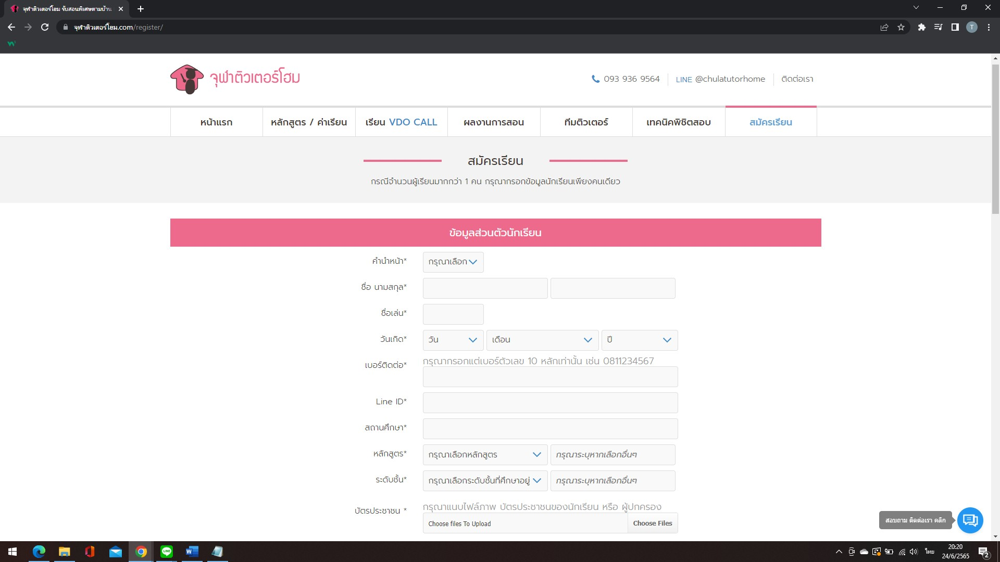 จุฬาติวเตอร์โฮม รับสอนพิเศษตามบ้าน
จุฬาติวเตอร์โฮม.com/register/
จุฬาติวเตอร์โฮม
093 936 9564
LINE @chulatutorhome
ติดต่อเรา
หน้าแรก
หลักสูตร / ค่าเรียน
เรียน VDO CALL
ผลงานการสอน
ทีมติวเตอร์
เทคนิคพิชิตสอบ
สมัครเรียน
สมัครเรียน
กรณีจำนวนผู้เรียนมากกว่า 1 คน กรุณากรอกข้อมูลนักเรียนเพียงคนเดียว
ข้อมูลส่วนตัวนักเรียน
คำนำหน้า*
กรุณาเลือก
ชื่อ นามสกุล*
ชื่อเล่น*
วันเกิด*
วัน
เดือน
ปี
เบอร์ติดต่อ*
กรุณากรอกแต่เบอร์ตัวเลข 10 หลักเท่านั้น เช่น 0811234567
Line ID*
สถานศึกษา*
หลักสูตร*
กรุณาเลือกหลักสูตร
กรุณาระบุหากเลือกอื่นๆ
ระดับชั้น*
กรุณาเลือกระดับชั้นที่ศึกษาอยู่
กรุณาระบุหากเลือกอื่นๆ
บัตรประชาชน *
กรุณาแนบไฟล์ภาพ บัตรประชาชนของนักเรียน หรือ ผู้ปกครอง
Choose files To Upload
Choose Files
สอบถาม ติดต่อเรา คลิก
T
LINE
W
ไทย
20:20
24/6/2565
2